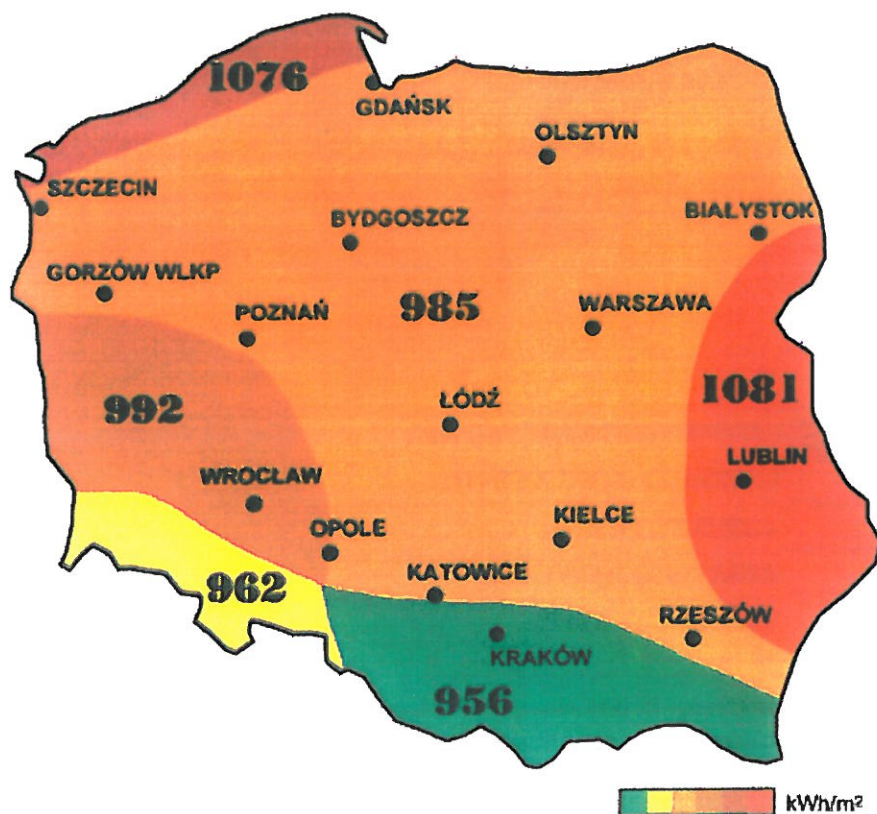 1076
GDAŃSK
OLSZTYN
SZCZECIN
BYDGOSZCZ
BIAŁYSTOK
GORZÓW WLKP
POZNAŃ
985
WARSZAWA
992
ŁÓDŹ
1081
WROCŁAW
LUBLIN
OPOLE
KIELCE
962
KATOWICE
RZESZÓW
KRAKÓW
956
kWh/m²